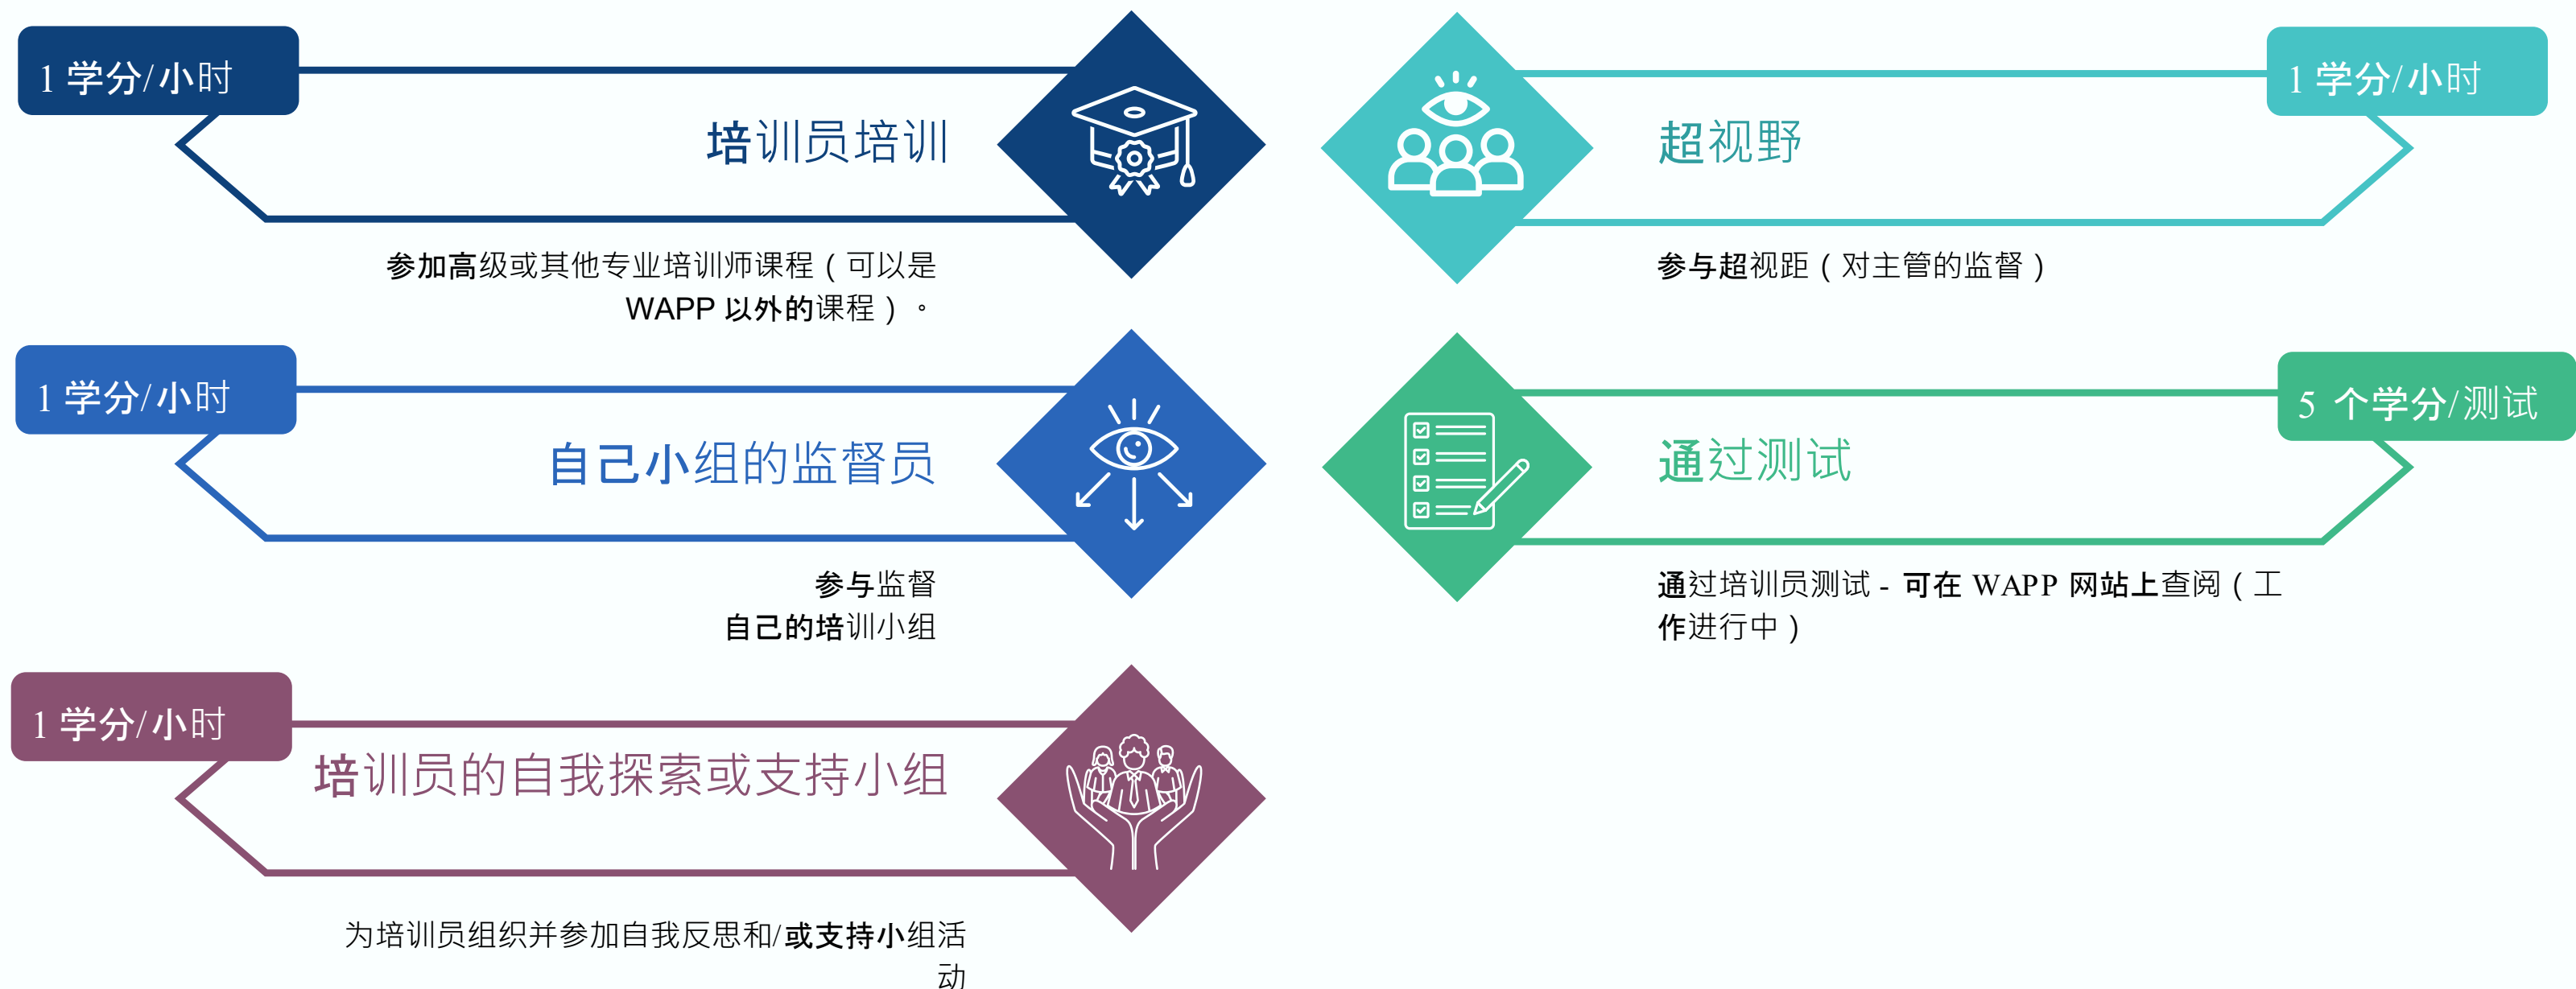 1 学分/小时
培训员培训
参加高级或其他专业培训师课程（可以是
WAPP 以外的课程）。
1 学分/小时
自己小组的监督员
参与监督
自己的培训小组
1 学分/小时
培训员的自我探索或支持小组
为培训员组织并参加自我反思和/或支持小组活
动
1 学分/小时
超视野
参与超视距（对主管的监督）
5 个学分/测试
通过测试
通过培训员测试 - 可在 WAPP 网站上查阅（工
作进行中）